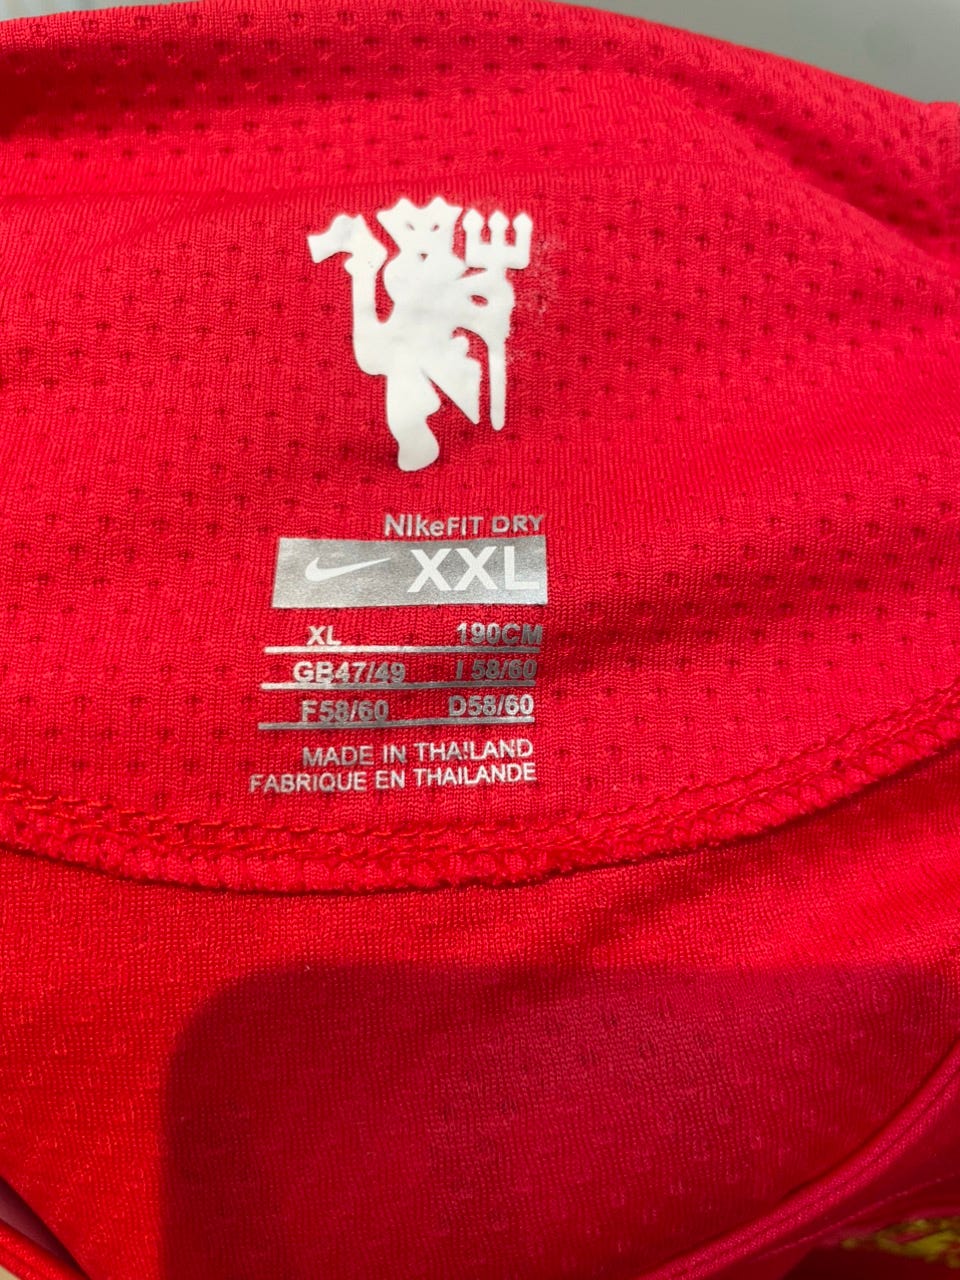 NIkeFIT DRY
XXL
XL 190CM
GB47/49 I 58/60
F58/60 D58/60
MADE IN THAILAND
FABRIQUE EN THAILANDE